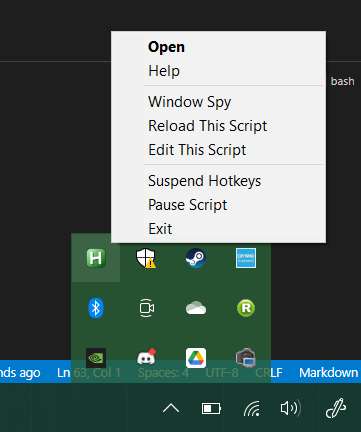 Open
Help
bash
Window Spy
Reload This Script
Edit This Script
Suspend Hotkeys
Pause Script
Exit
H
R
nds ago Ln 63, Col 1 Spaces: 4 UTF-8 CRLF Markdown